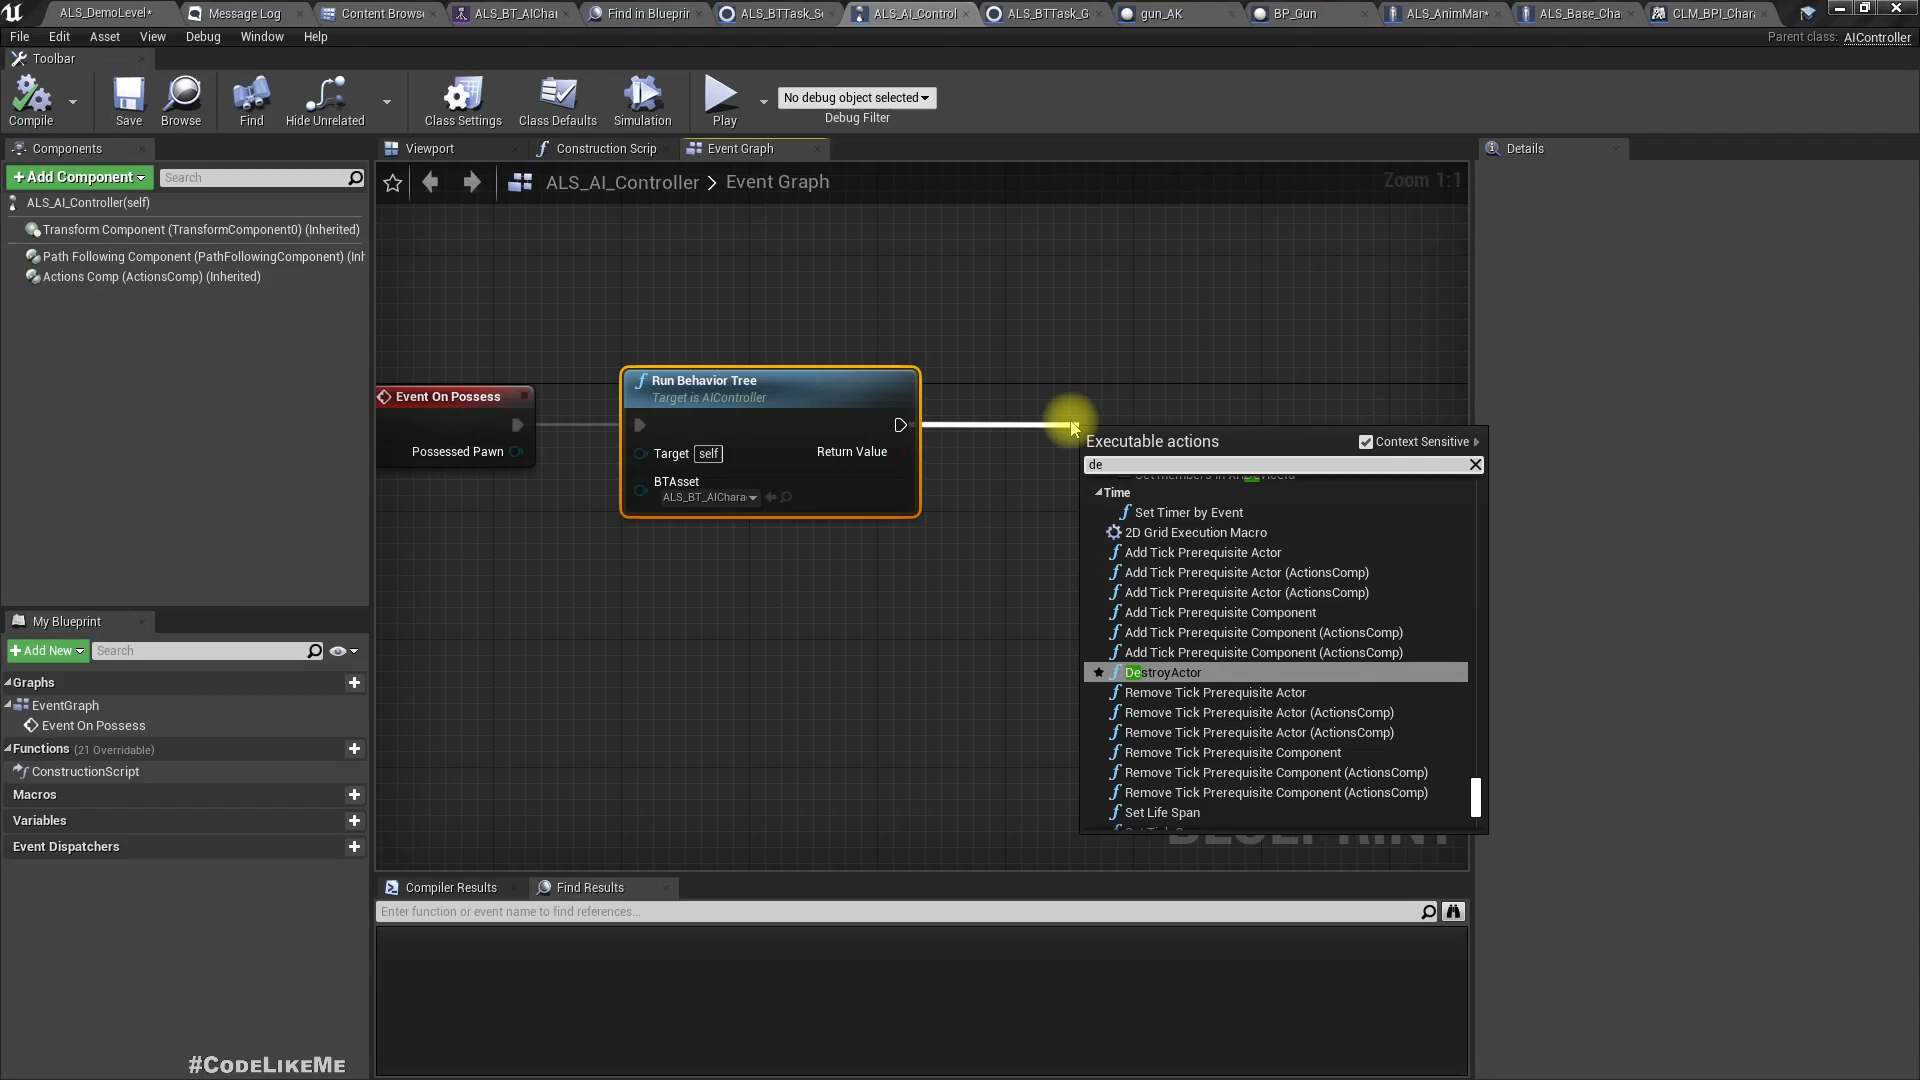 ALS_DemoLevel*
Message Log
Content Browse
ALS_BT_AIChar
Find in Blueprin
ALS_BTTask_Se
ALS_AI_Control
ALS_BTTask_G
gun_AK
BP_Gun
ALS_AnimMan*
ALS_Base_Cha
CLM_BPI_Chara
File Edit Asset View Debug Window Help
Parent class: AIController
Toolbar
Compile
Save
Browse
Find
Hide Unrelated
Class Settings
Class Defaults
Simulation
Play
No debug object selected
Debug Filter
Components
+Add Component
Search
ALS_AI_Controller(self)
Transform Component (TransformComponent0) (Inherited)
Path Following Component (PathFollowingComponent) (Inh
Actions Comp (ActionsComp) (Inherited)
Viewport
Construction Scrip
Event Graph
Details
ALS_AI_Controller > Event Graph
Zoom 1:1
Event On Possess
Possessed Pawn
Run Behavior Tree
Target is AIController
Target self
Return Value
BTAsset
ALS_BT_AIChara
Executable actions
Context Sensitive
de
Time
Set Timer by Event
2D Grid Execution Macro
Add Tick Prerequisite Actor
Add Tick Prerequisite Actor (ActionsComp)
Add Tick Prerequisite Actor (ActionsComp)
Add Tick Prerequisite Component
Add Tick Prerequisite Component (ActionsComp)
Add Tick Prerequisite Component (ActionsComp)
DestroyActor
Remove Tick Prerequisite Actor
Remove Tick Prerequisite Actor (ActionsComp)
Remove Tick Prerequisite Actor (ActionsComp)
Remove Tick Prerequisite Component
Remove Tick Prerequisite Component (ActionsComp)
Remove Tick Prerequisite Component (ActionsComp)
Set Life Span
BLUEPRINT
My Blueprint
+Add New
Search
Graphs
EventGraph
Event On Possess
Functions (21 Overridable)
ConstructionScript
Macros
Variables
Event Dispatchers
Compiler Results
Find Results
Enter function or event name to find references...
#CodeLikeMe